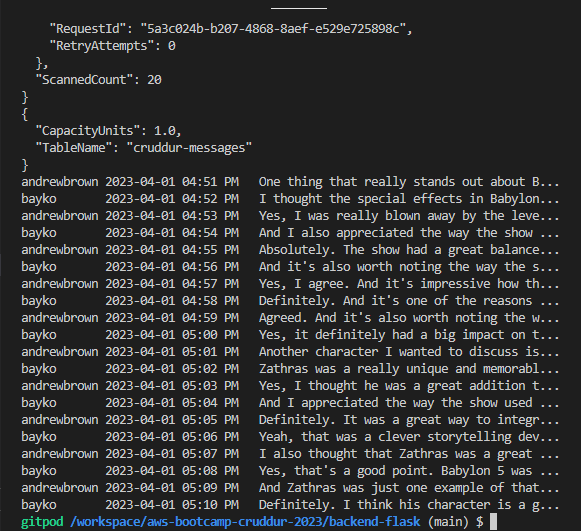 "RequestId": "5a3c024b-b207-4868-8aef-e529e725898c",
"RetryAttempts": 0
},
"ScannedCount": 20
}
{
"CapacityUnits": 1.0,
"TableName": "cruddur-messages"
}
andrewbrown 2023-04-01 04:51 PM One thing that really stands out about B...
bayko 2023-04-01 04:52 PM I thought the special effects in Babylon...
andrewbrown 2023-04-01 04:53 PM Yes, I was really blown away by the leve...
bayko 2023-04-01 04:54 PM And I also appreciated the way the show ...
andrewbrown 2023-04-01 04:55 PM Absolutely. The show had a great balance...
bayko 2023-04-01 04:56 PM And it's also worth noting the way the s...
andrewbrown 2023-04-01 04:57 PM Yes, I agree. And it's impressive how th...
bayko 2023-04-01 04:58 PM Definitely. And it's one of the reasons ...
andrewbrown 2023-04-01 04:59 PM Agreed. And it's also worth noting the w...
bayko 2023-04-01 05:00 PM Yes, it definitely had a big impact on t...
andrewbrown 2023-04-01 05:01 PM Another character I wanted to discuss is...
bayko 2023-04-01 05:02 PM Zathras was a really unique and memorabl...
andrewbrown 2023-04-01 05:03 PM Yes, I thought he was a great addition t...
bayko 2023-04-01 05:04 PM And I appreciated the way the show used ...
andrewbrown 2023-04-01 05:05 PM Definitely. It was a great way to integr...
bayko 2023-04-01 05:06 PM Yeah, that was a clever storytelling dev...
andrewbrown 2023-04-01 05:07 PM I also thought that Zathras was a great ...
bayko 2023-04-01 05:08 PM Yes, that's a good point. Babylon 5 was ...
andrewbrown 2023-04-01 05:09 PM And Zathras was just one example of that...
bayko 2023-04-01 05:10 PM Definitely. I think his character is a g...
gitpod /workspace/aws-bootcamp-cruddur-2023/backend-flask (main) $